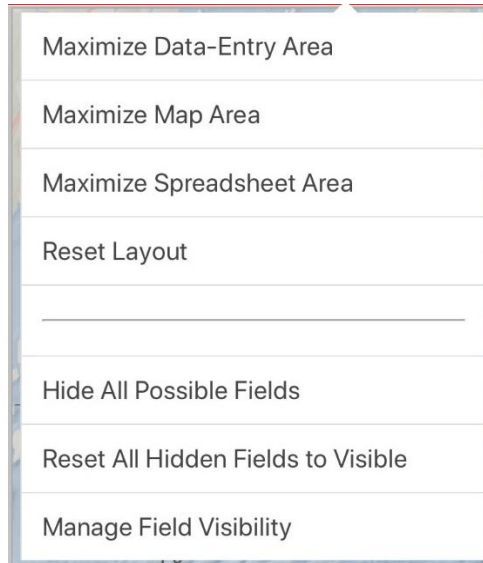 Maximize Data-Entry Area
Maximize Map Area
Maximize Spreadsheet Area
Reset Layout
Hide All Possible Fields
Reset All Hidden Fields to Visible
Manage Field Visibility